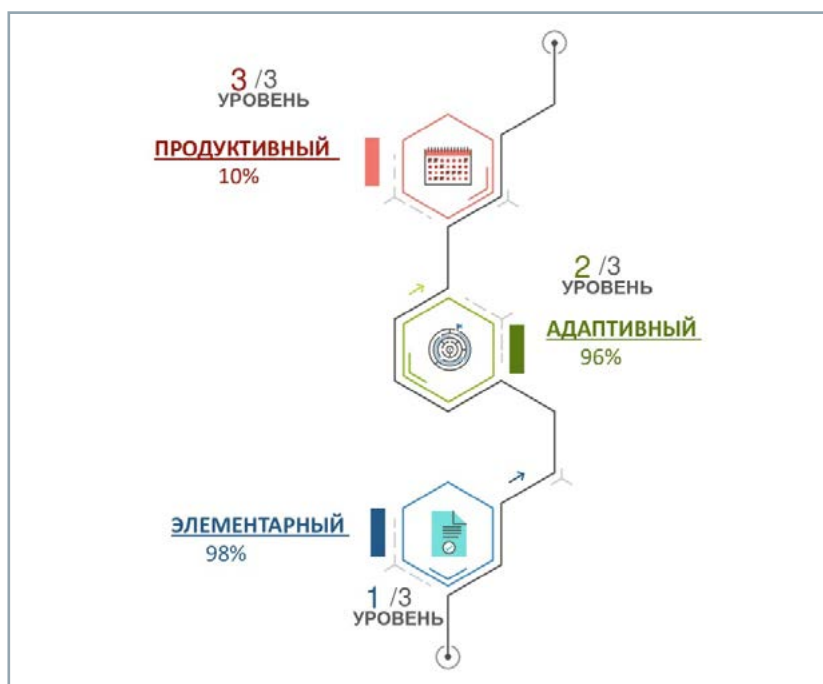 3 /3
УРОВЕНЬ
ПРОДУКТИВНЫЙ
10%
2 /3
УРОВЕНЬ
АДАПТИВНЫЙ
96%
ЭЛЕМЕНТАРНЫЙ
98%
1 /3
УРОВЕНЬ